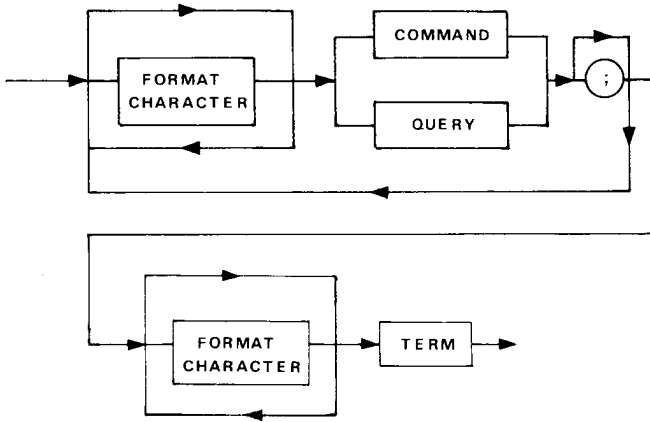 COMMAND
FORMAT
CHARACTER
;
QUERY
FORMAT
CHARACTER
TERM